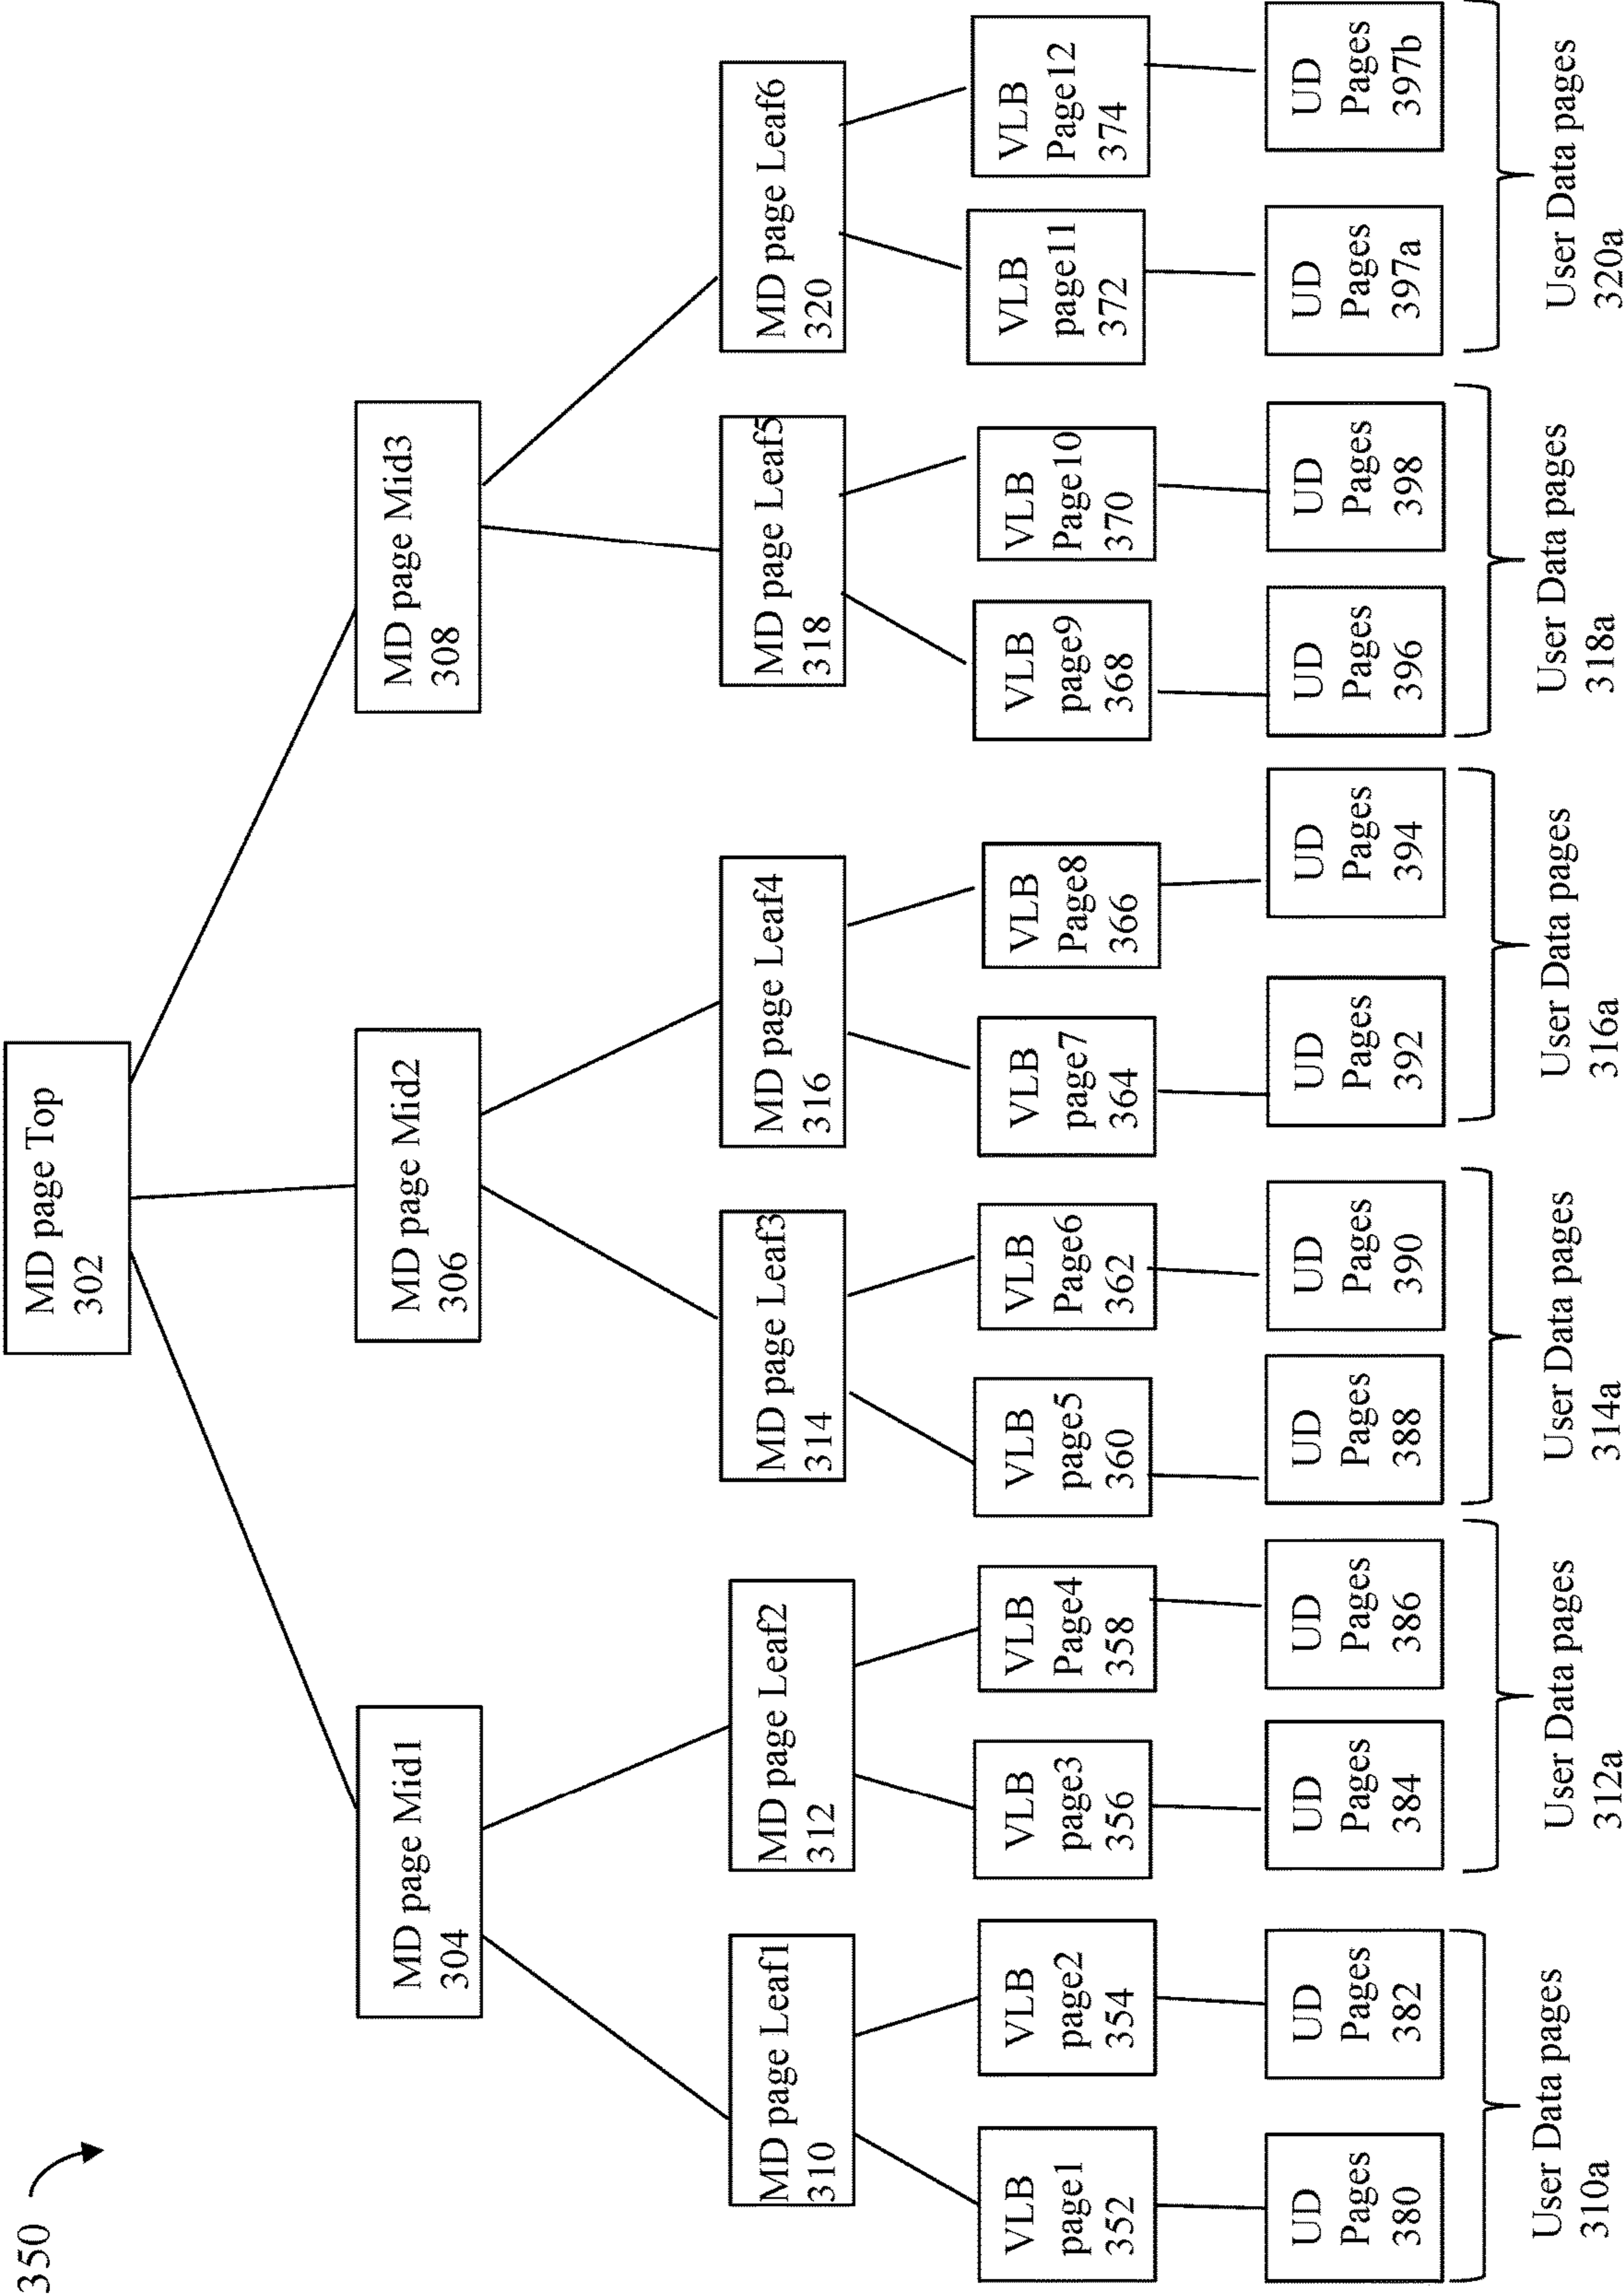 350
MD page Top
302
MD page Mid1
304
MD page Mid2
306
MD page Mid3
308
MD page Leaf1
310
MD page Leaf2
312
MD page Leaf3
314
MD page Leaf4
316
MD page Leaf5
318
MD page Leaf6
320
VLB
page1
352
VLB
page2
354
VLB
page3
356
VLB
Page4
358
VLB
page5
360
VLB
Page6
362
VLB
page7
364
VLB
Page8
366
VLB
page9
368
VLB
Page10
370
VLB
page11
372
VLB
Page12
374
UD
Pages
380
UD
Pages
382
UD
Pages
384
UD
Pages
386
UD
Pages
388
UD
Pages
390
UD
Pages
392
UD
Pages
394
UD
Pages
396
UD
Pages
398
UD
Pages
397a
UD
Pages
397b
User Data pages
310a
User Data pages
312a
User Data pages
314a
User Data pages
316a
User Data pages
318a
User Data pages
320a